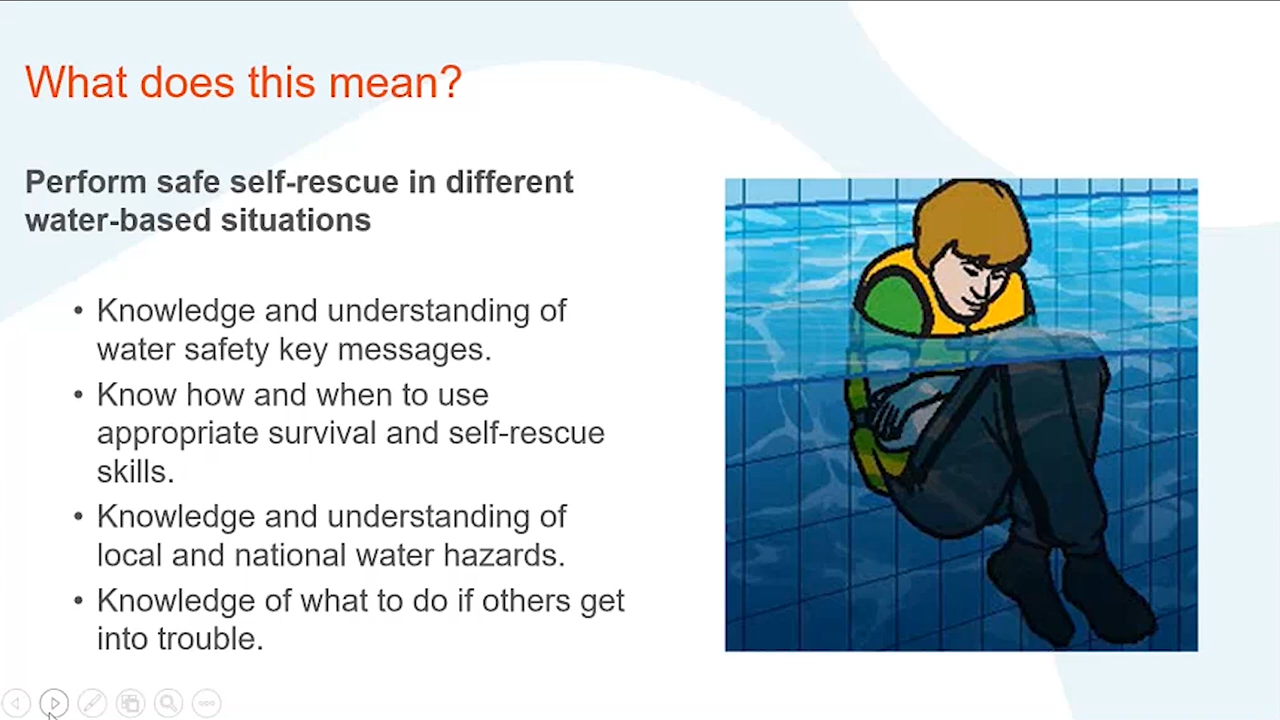 What does this mean?
Perform safe self-rescue in different
water-based situations
• Knowledge and understanding of
water safety key messages.
• Know how and when to use
appropriate survival and self-rescue
skills.
• Knowledge and understanding of
local and national water hazards.
• Knowledge of what to do if others get
into trouble.